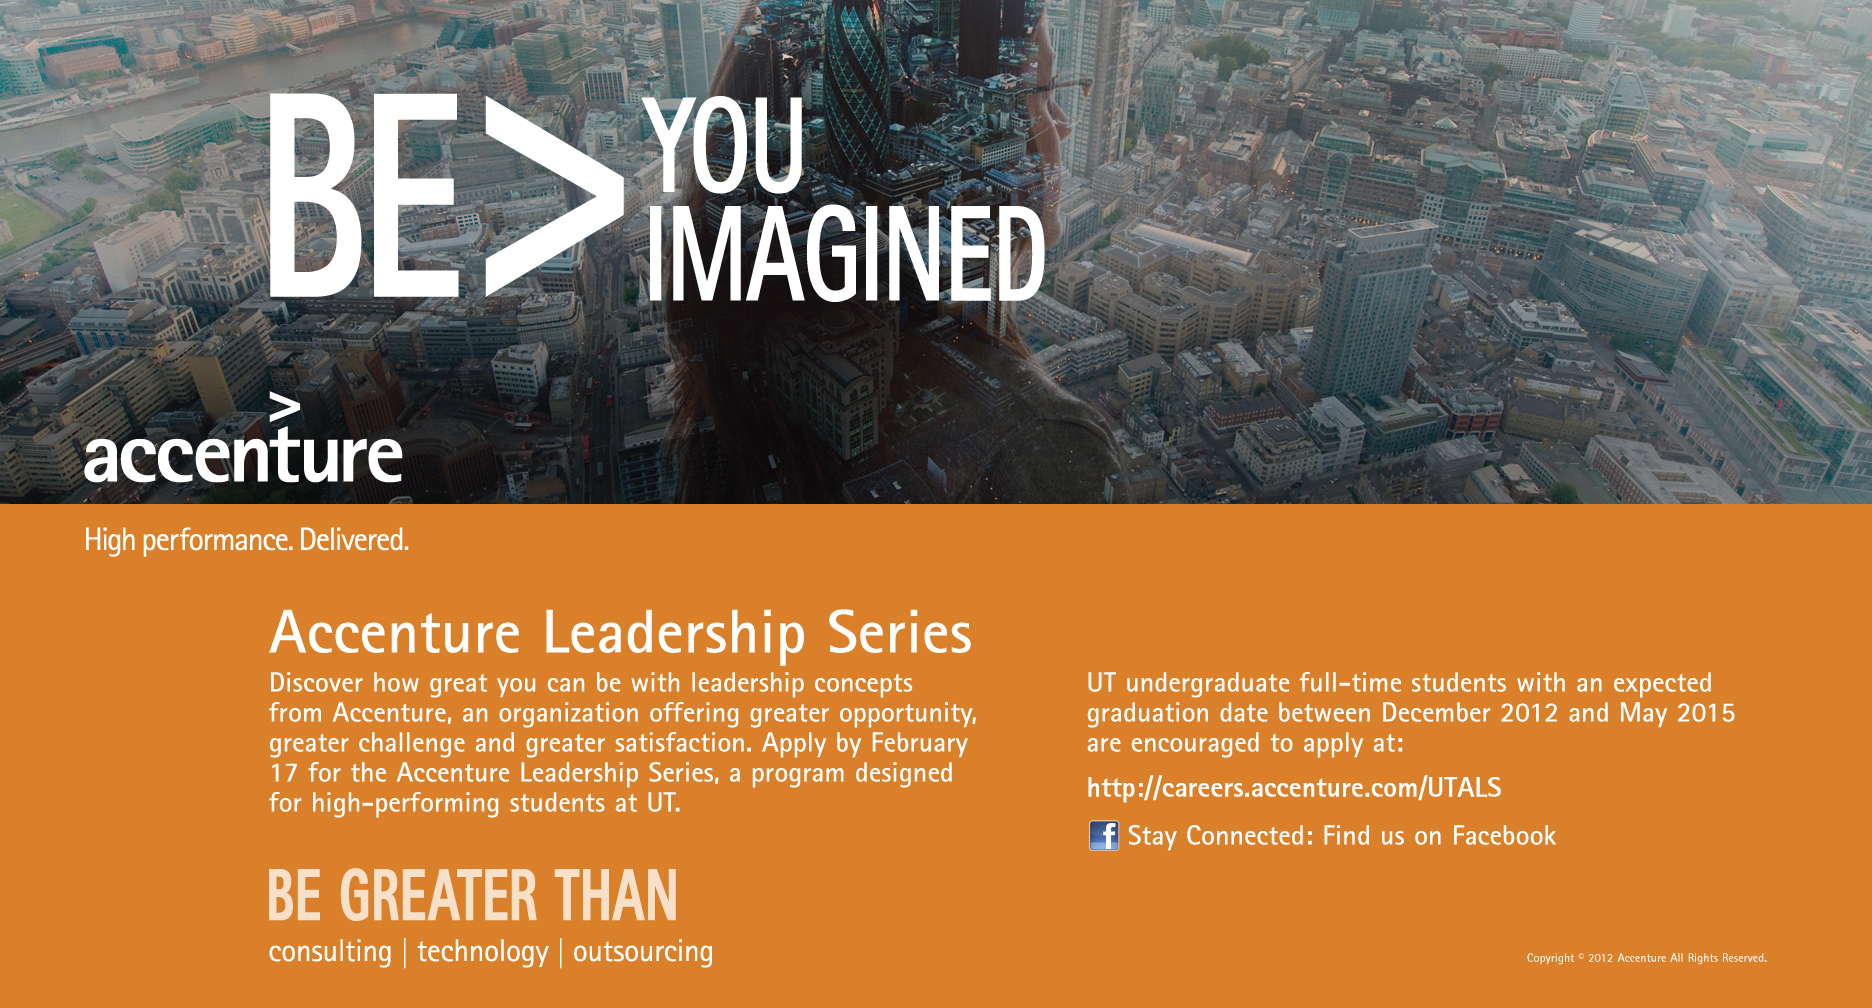 BE> YOU
IMAGINED
>
accenture
High performance. Delivered.
Accenture Leadership Series
Discover how great you can be with leadership concepts
from Accenture, an organization offering greater opportunity,
greater challenge and greater satisfaction. Apply by February
17 for the Accenture Leadership Series, a program designed
for high-performing students at UT.
BE GREATER THAN
consulting | technology | outsourcing
UT undergraduate full-time students with an expected
graduation date between December 2012 and May 2015
are encouraged to apply at:
http://careers.accenture.com/UTALS
f Stay Connected: Find us on Facebook
Copyright © 2012 Accenture All Rights Reserved.